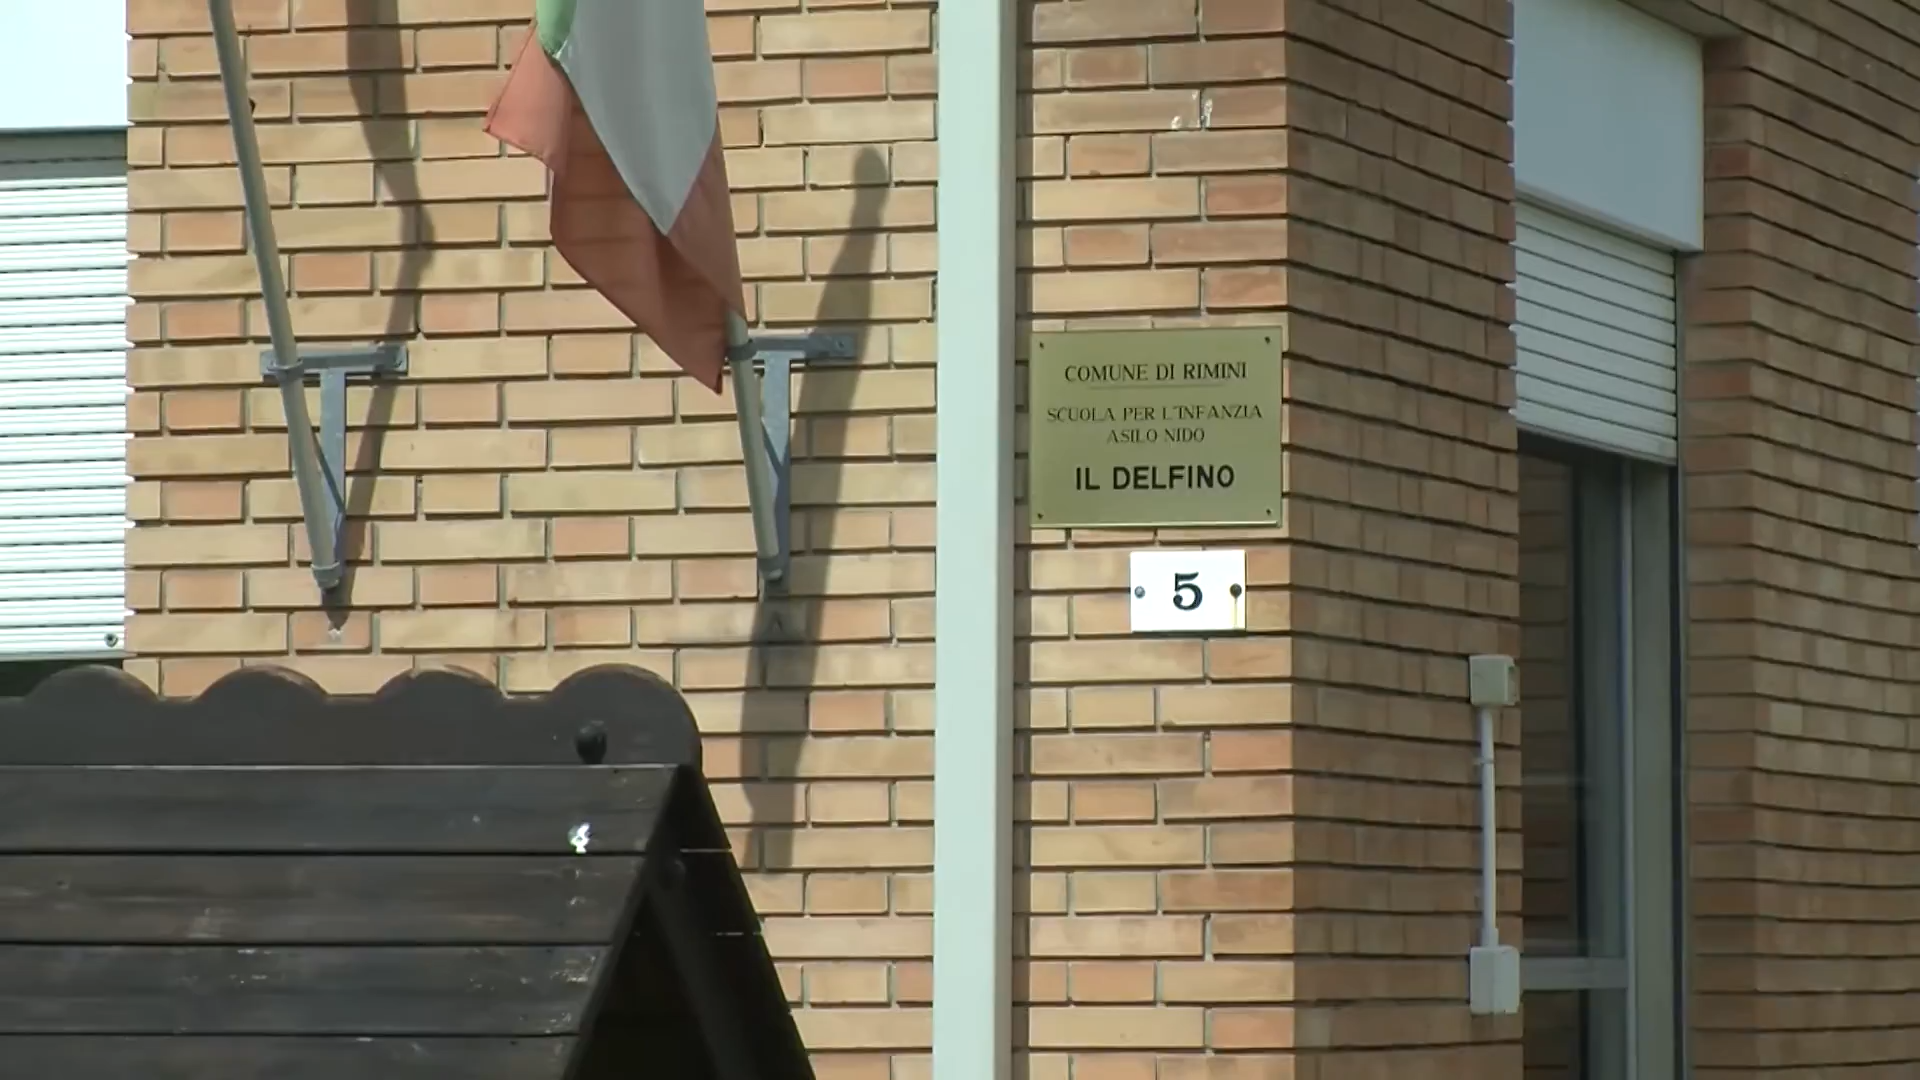 COMUNE DI RIMINI
SCUOLA PER L'INFANZIA
ASILO NIDO
IL DELFINO
5